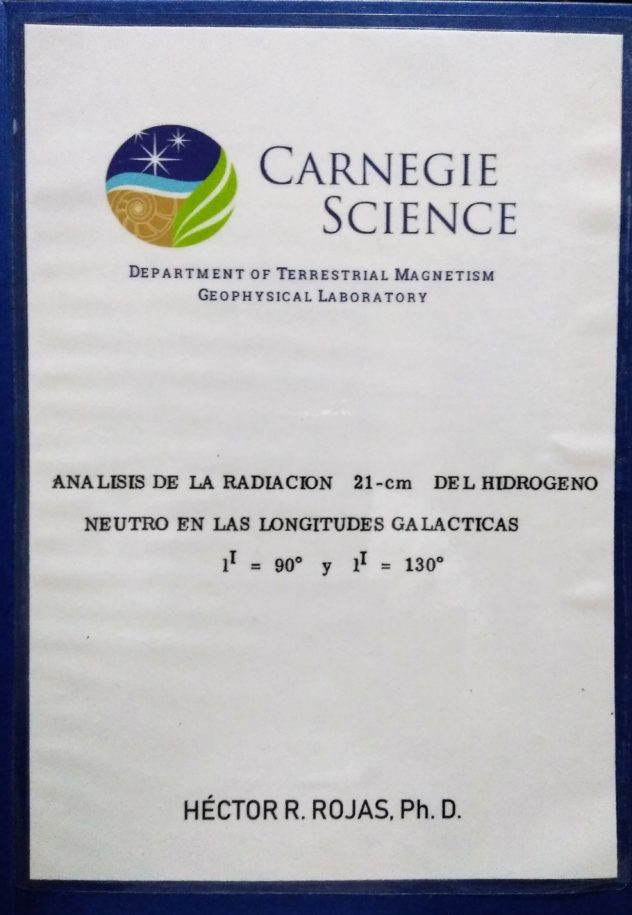 CARNEGIE
SCIENCE
DEPARTMENT OF TERRESTRIAL MAGNETISM
GEOPHYSICAL LABORATORY
ANALISIS DE LA RADIACION 21-cm DEL HIDROGENO
NEUTRO EN LAS LONGITUDES GALACTICAS
lᴵ = 90° y lᴵ = 130°
HÉCTOR R. ROJAS, Ph. D.